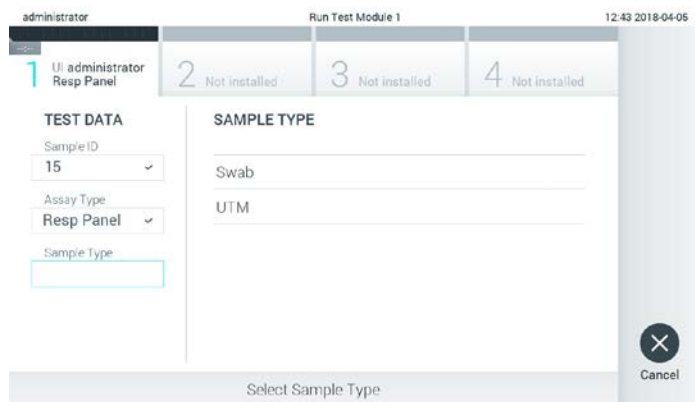 administrator Run Test Module 1 12:43 2018-04-05
1 UI administrator
Resp Panel
2 Not installed
3 Not installed
4 Not installed
TEST DATA
Sample ID
15
Assay Type
Resp Panel
Sample Type
SAMPLE TYPE
Swab
UTM
Cancel
Select Sample Type